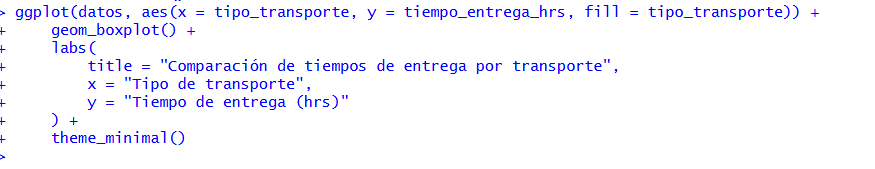 > ggplot(datos, aes(x = tipo_transporte, y = tiempo_entrega_hrs, fill = tipo_transporte)) +
+     geom_boxplot() +
+     labs(
+         title = "Comparación de tiempos de entrega por transporte",
+         x = "Tipo de transporte",
+         y = "Tiempo de entrega (hrs)"
+     ) +
+     theme_minimal()
>